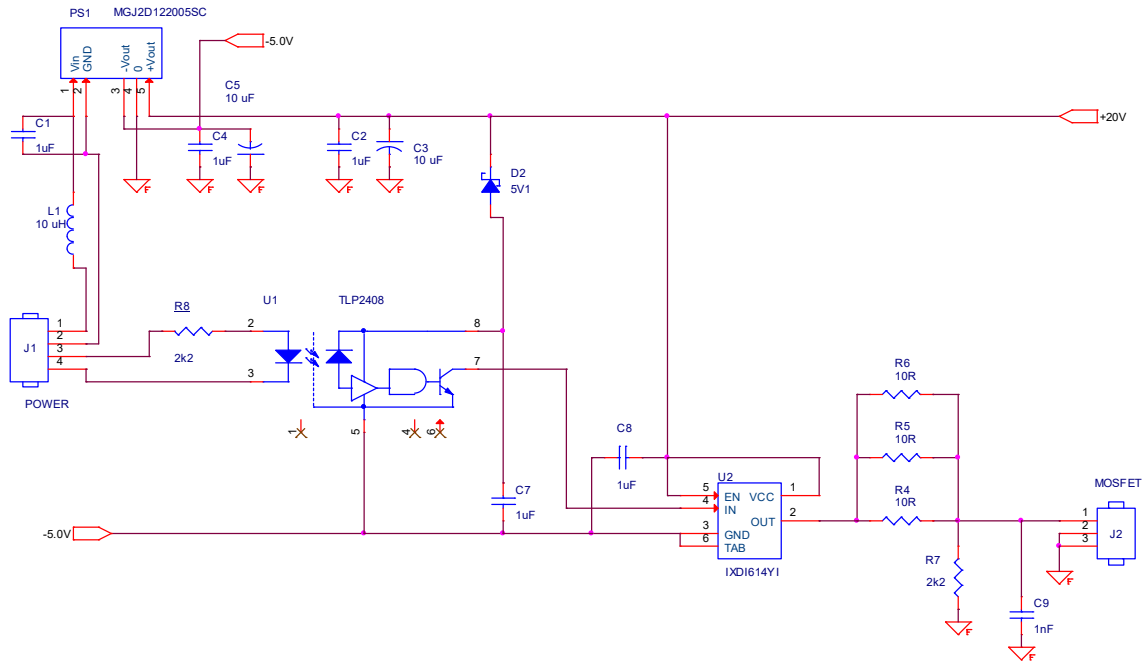 PS1 MGJ2D122005SC
-5.0V
Vin
GND
-Vout
0
+Vout
1
2
3
4
5
C5
10 uF
C1
1uF
C4
1uF
C2
1uF
C3
10 uF
+20V
D2
5V1
L1
10 uH
R8
2k2
U1
TLP2408
J1
1
2
3
4
POWER
2
3
8
7
1
5
4
6
C7
1uF
C8
1uF
-5.0V
U2
5
4
3
6
EN
IN
GND
TAB
VCC
OUT
1
2
IXDI614YI
R6
10R
R5
10R
R4
10R
R7
2k2
C9
1nF
MOSFET
1
2
3
J2
F
F
F
F
F
F
F
F